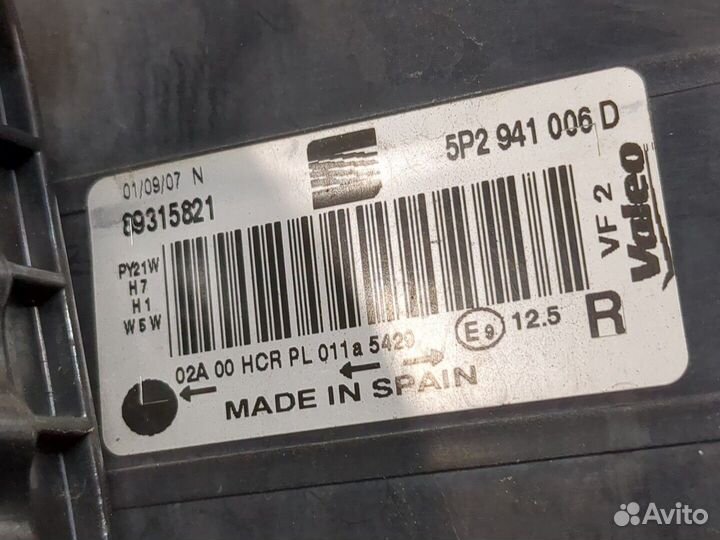 01/09/07 N
5P2 941 006 D
89315821
PY21W
H7
H1
W5W
VF 2
Valeo
02A 00 HCR PL 011a 5429
E9
12.5
R
MADE IN SPAIN
Avito